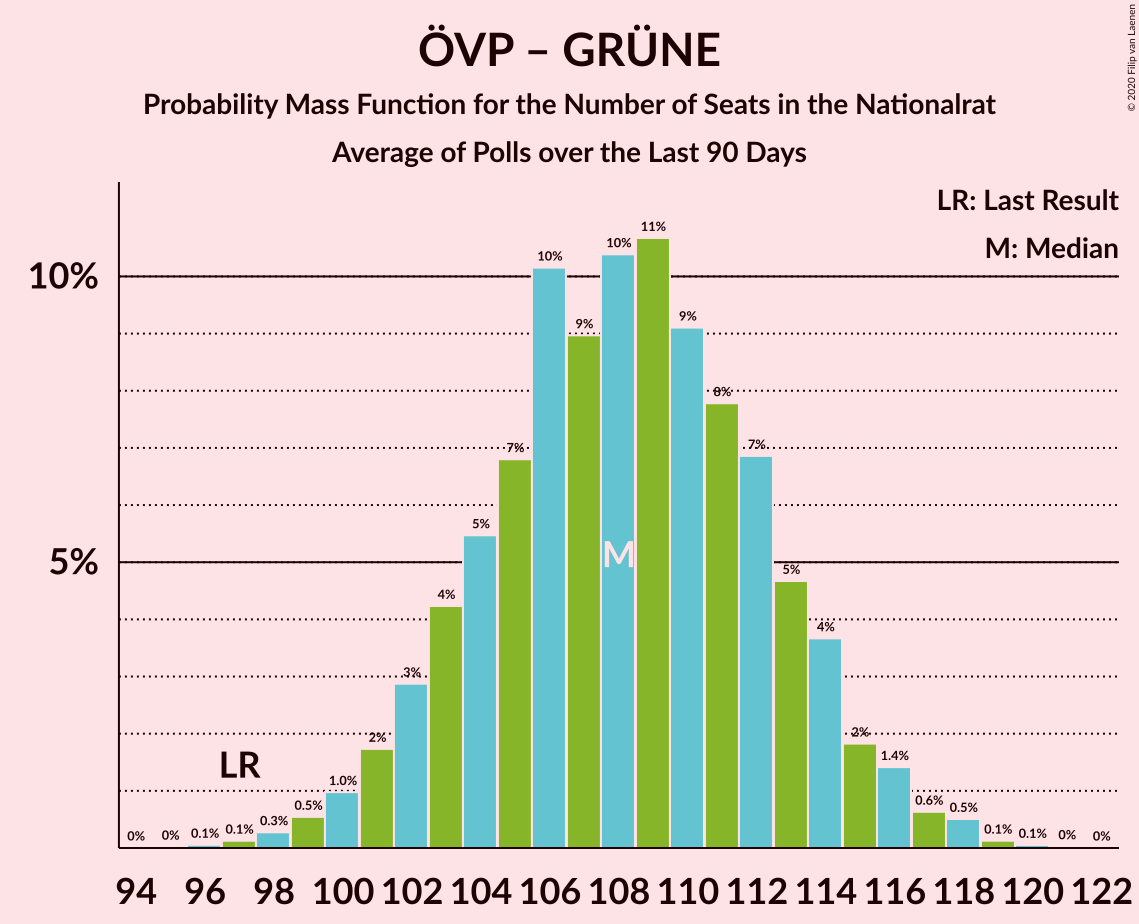 ÖVP – GRÜNE
Probability Mass Function for the Number of Seats in the Nationalrat
Average of Polls over the Last 90 Days
© 2020 Filip van Laenen
LR: Last Result
M: Median
10%
5%
0% 0% 0.1% 0.1% 0.3% 0.5% 1.0% 2% 3% 4% 5% 7% 10% 9% 10% 11% 9% 8% 7% 5% 4% 2% 1.4% 0.6% 0.5% 0.1% 0.1% 0% 0%
LR
M
94 96 98 100 102 104 106 108 110 112 114 116 118 120 122